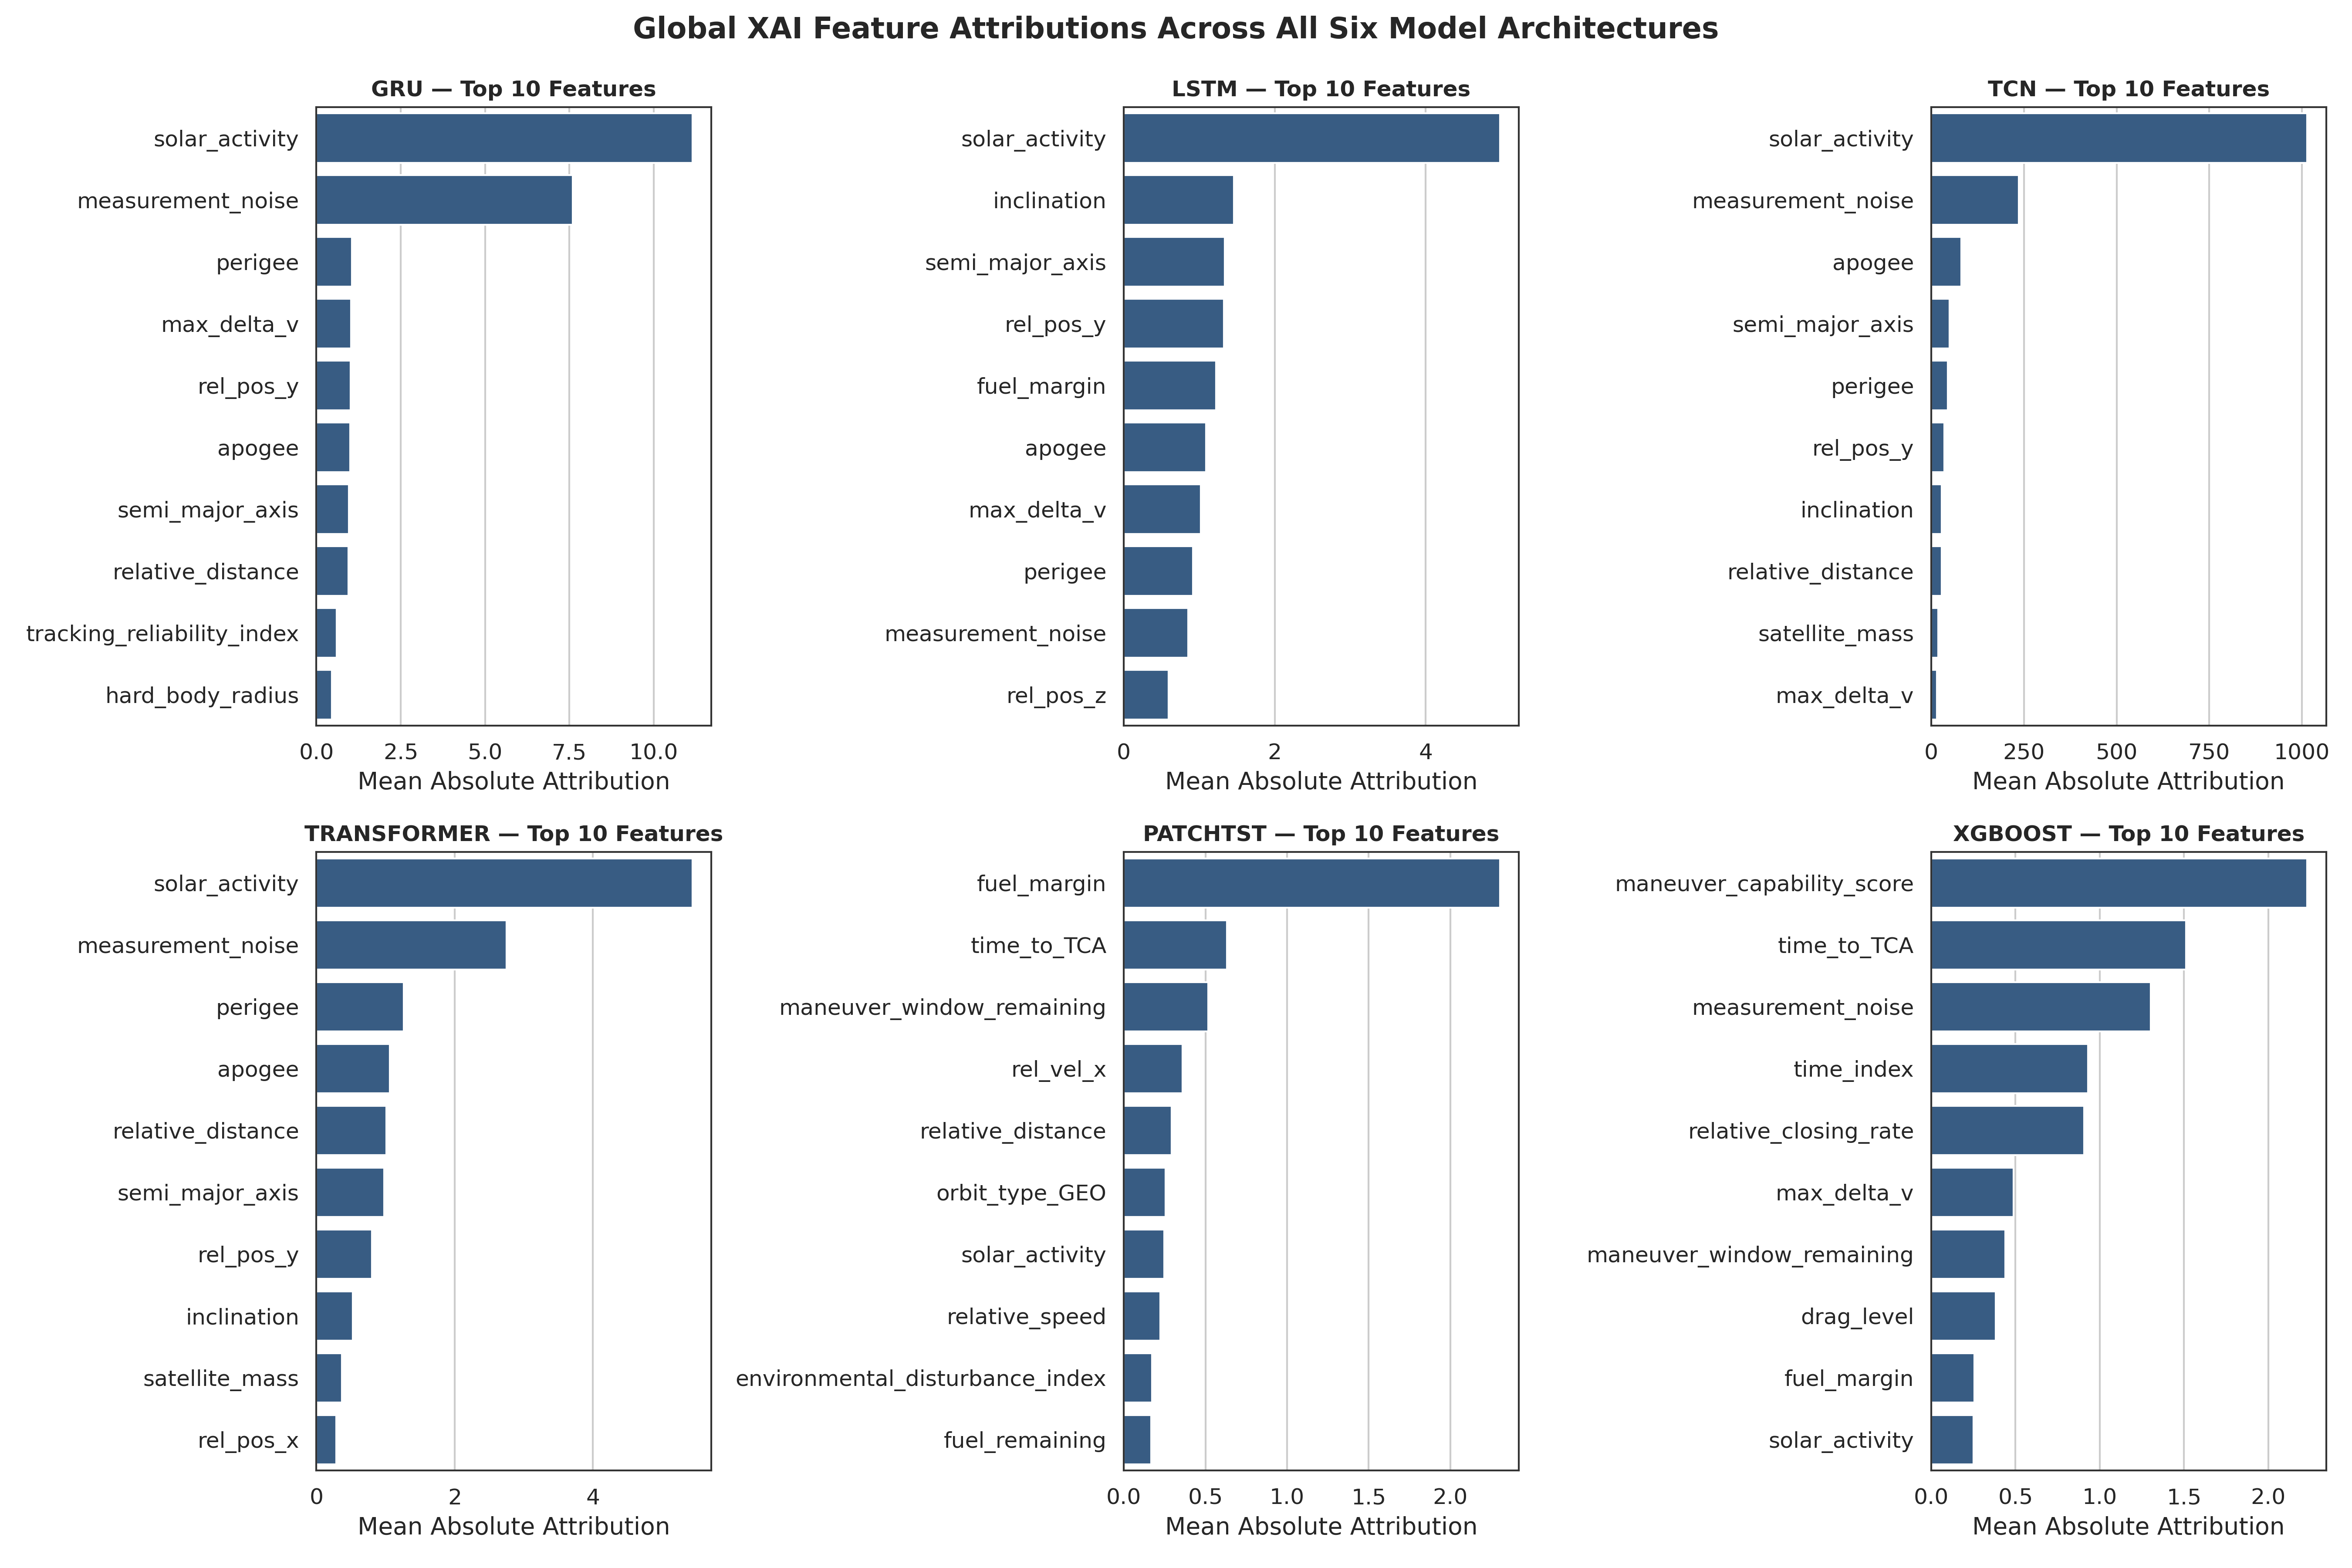 Global XAI Feature Attributions Across All Six Model Architectures
GRU — Top 10 Features
solar_activity
measurement_noise
perigee
max_delta_v
rel_pos_y
apogee
semi_major_axis
relative_distance
tracking_reliability_index
hard_body_radius
0.0 2.5 5.0 7.5 10.0
Mean Absolute Attribution
LSTM — Top 10 Features
solar_activity
inclination
semi_major_axis
rel_pos_y
fuel_margin
apogee
max_delta_v
perigee
measurement_noise
rel_pos_z
0 2 4
Mean Absolute Attribution
TCN — Top 10 Features
solar_activity
measurement_noise
apogee
semi_major_axis
perigee
rel_pos_y
inclination
relative_distance
satellite_mass
max_delta_v
0 250 500 750 1000
Mean Absolute Attribution
TRANSFORMER — Top 10 Features
solar_activity
measurement_noise
perigee
apogee
relative_distance
semi_major_axis
rel_pos_y
inclination
satellite_mass
rel_pos_x
0 2 4
Mean Absolute Attribution
PATCHTST — Top 10 Features
fuel_margin
time_to_TCA
maneuver_window_remaining
rel_vel_x
relative_distance
orbit_type_GEO
solar_activity
relative_speed
environmental_disturbance_index
fuel_remaining
0.0 0.5 1.0 1.5 2.0
Mean Absolute Attribution
XGBOOST — Top 10 Features
maneuver_capability_score
time_to_TCA
measurement_noise
time_index
relative_closing_rate
max_delta_v
maneuver_window_remaining
drag_level
fuel_margin
solar_activity
0.0 0.5 1.0 1.5 2.0
Mean Absolute Attribution